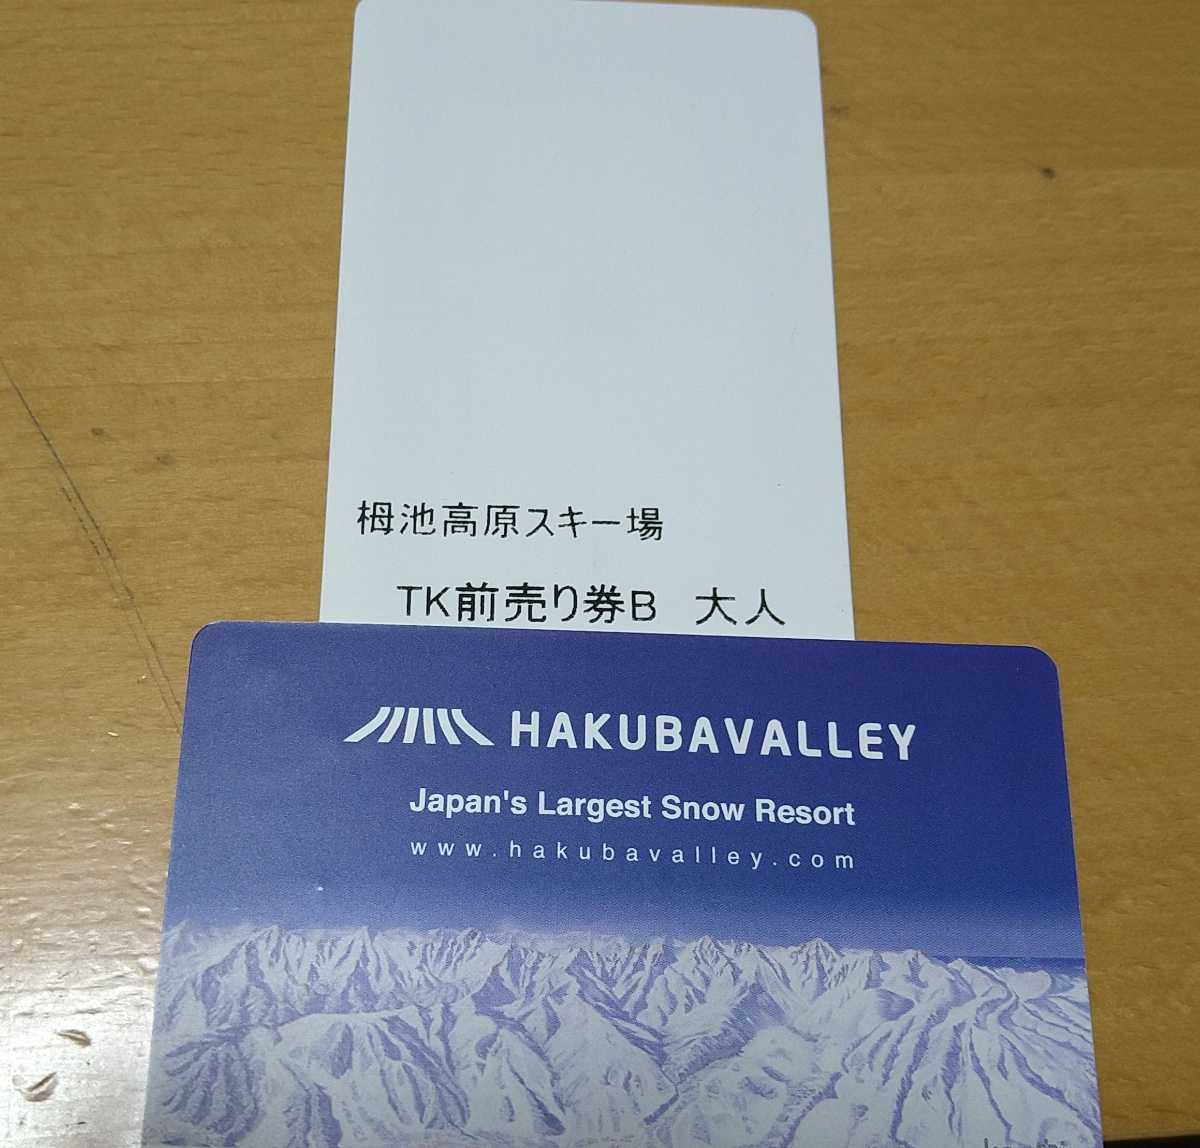 栂池高原スキー場
TK前売り券B 大人
HAKUBAVALLEY
Japan's Largest Snow Resort
www.hakubavalley.com